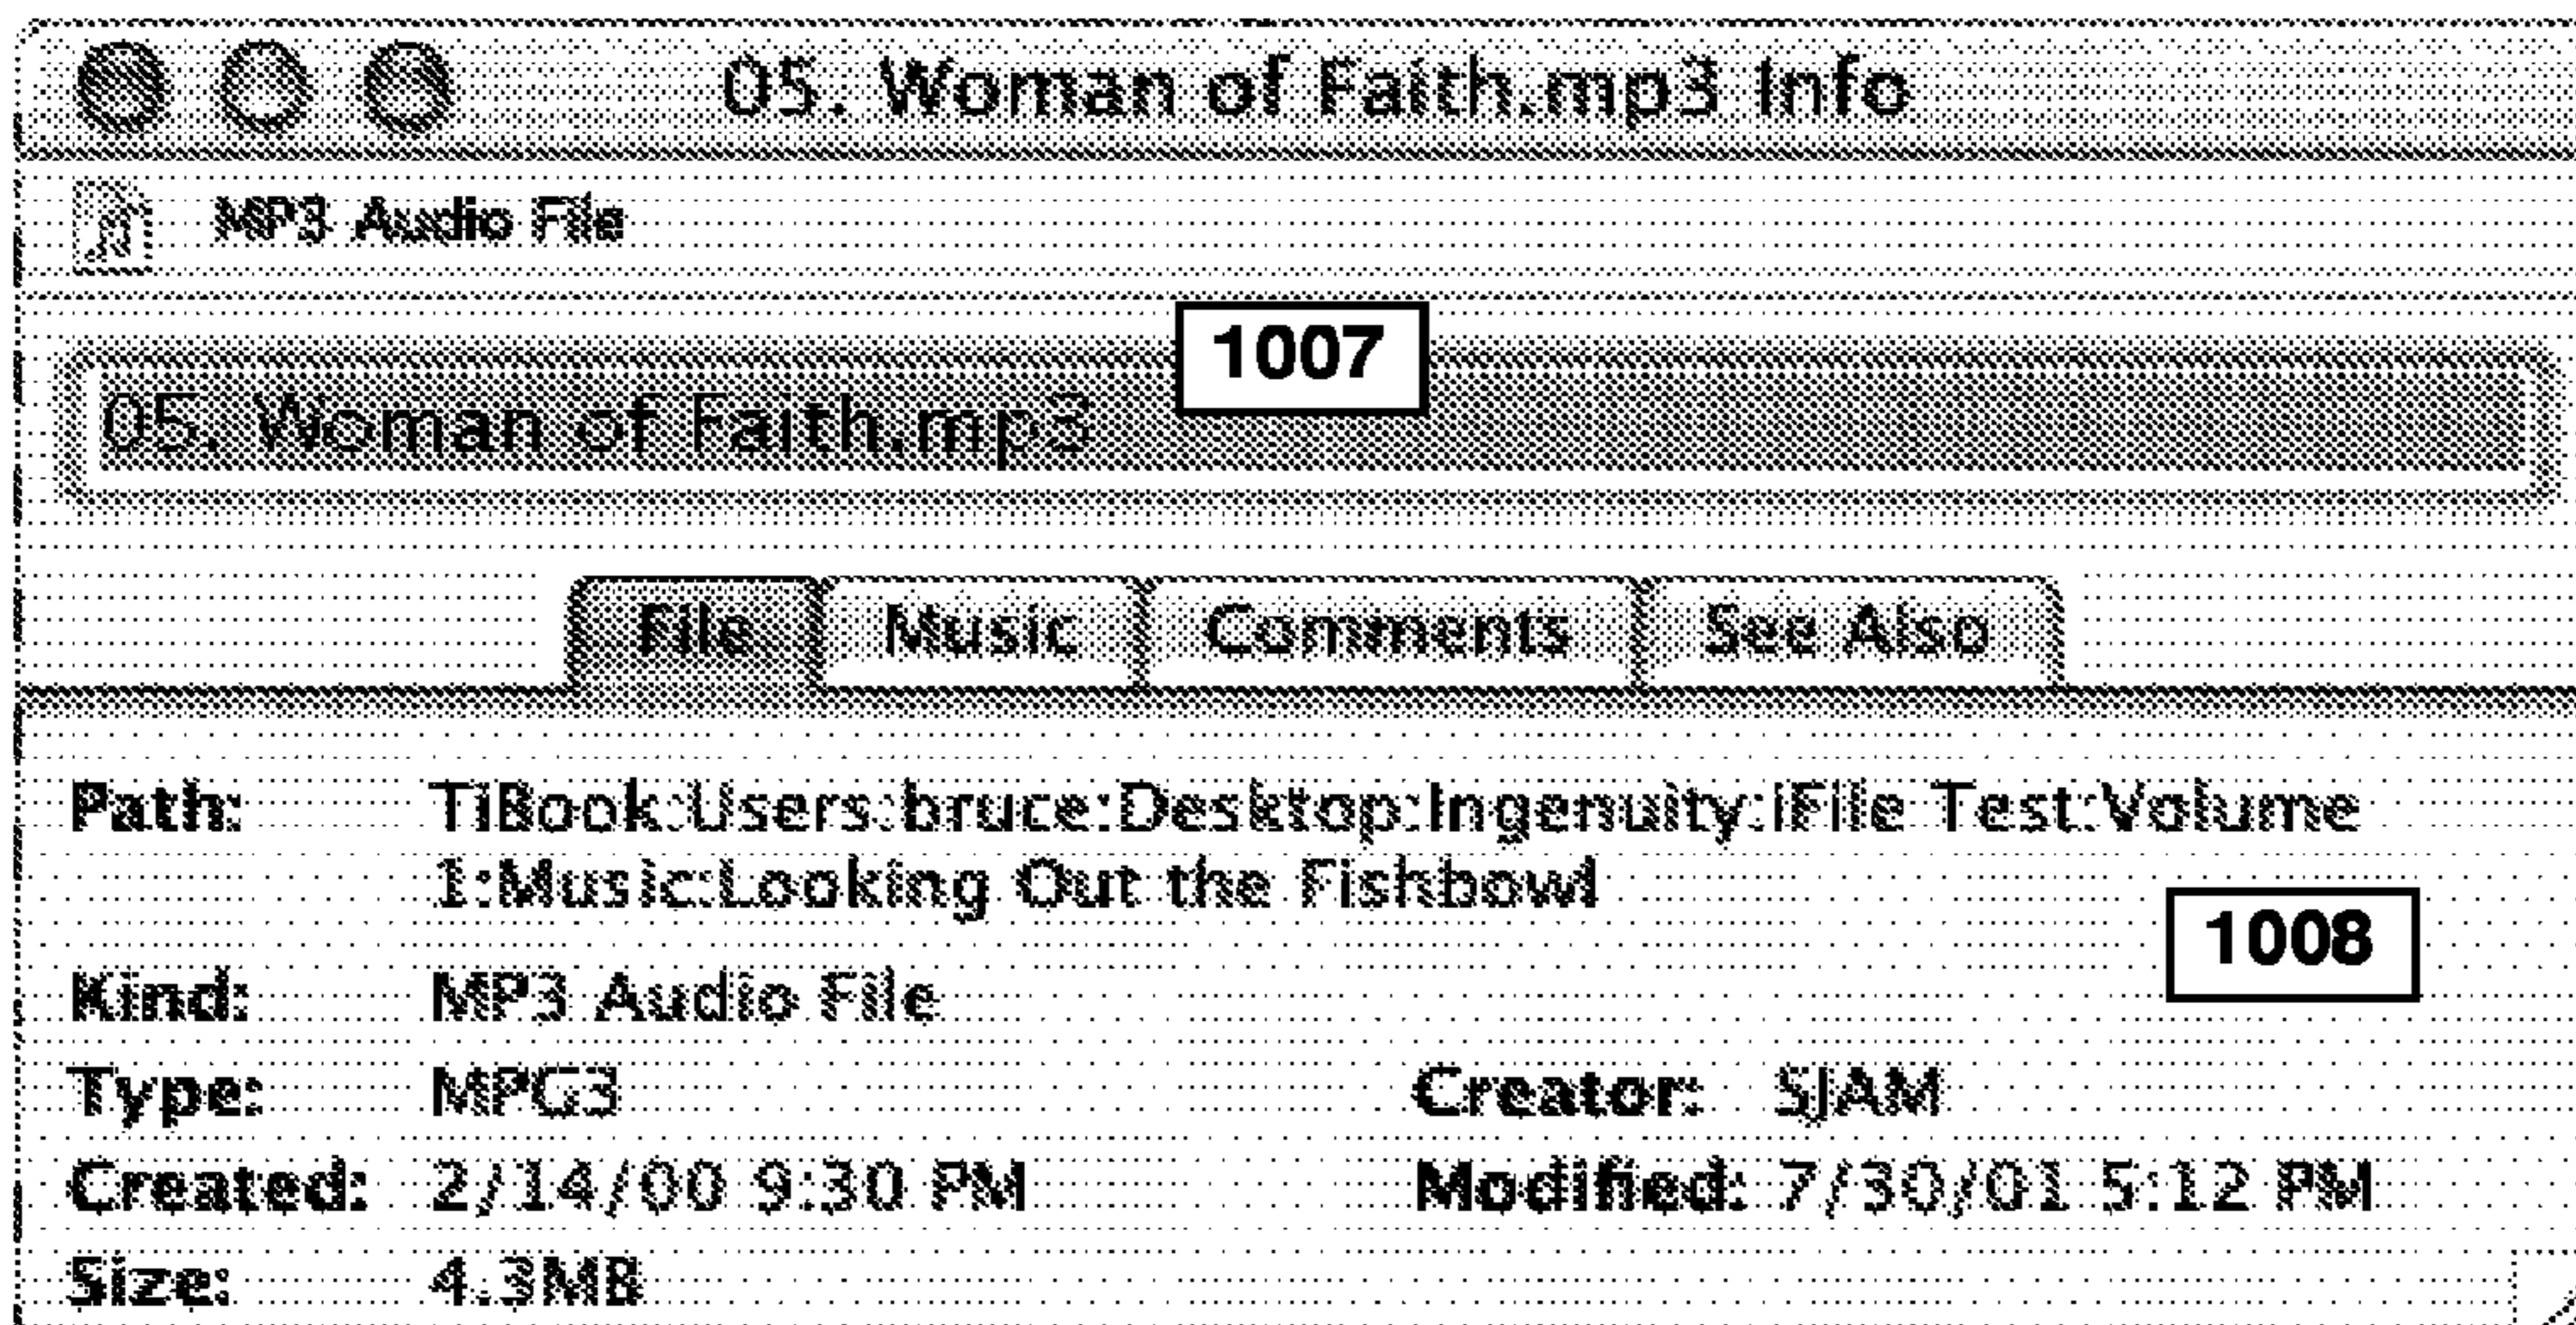 05. Woman of Faith.mp3 Info
MP3 Audio File
1007
05. Woman of Faith.mp3
File Music Comments See Also
Path: TiBook:Users:bruce:Desktop:Ingenuity:iFile Test:Volume
1:Music:Looking Out the Fishbowl
1008
Kind: MP3 Audio File
Type: MPG3 Creator: SJAM
Created: 2/14/00 9:30 PM Modified: 7/30/01 5:12 PM
Size: 4.3MB